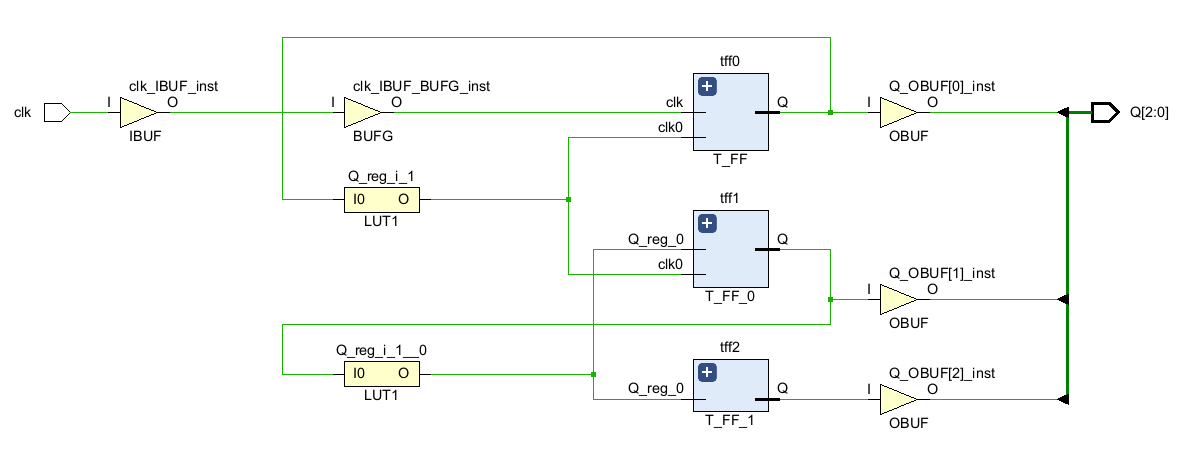 tff0
clk_IBUF_inst
clk_IBUF_BUFG_inst
Q_OBUF[0]_inst
clk
I
O
IBUF
I
O
BUFG
clk
clk0
Q
T_FF
I
O
OBUF
Q[2:0]
Q_reg_i_1
I0
O
LUT1
tff1
Q_reg_0
clk0
Q
T_FF_0
Q_OBUF[1]_inst
I
O
OBUF
Q_reg_i_1__0
I0
O
LUT1
tff2
Q_reg_0
Q
T_FF_1
Q_OBUF[2]_inst
I
O
OBUF